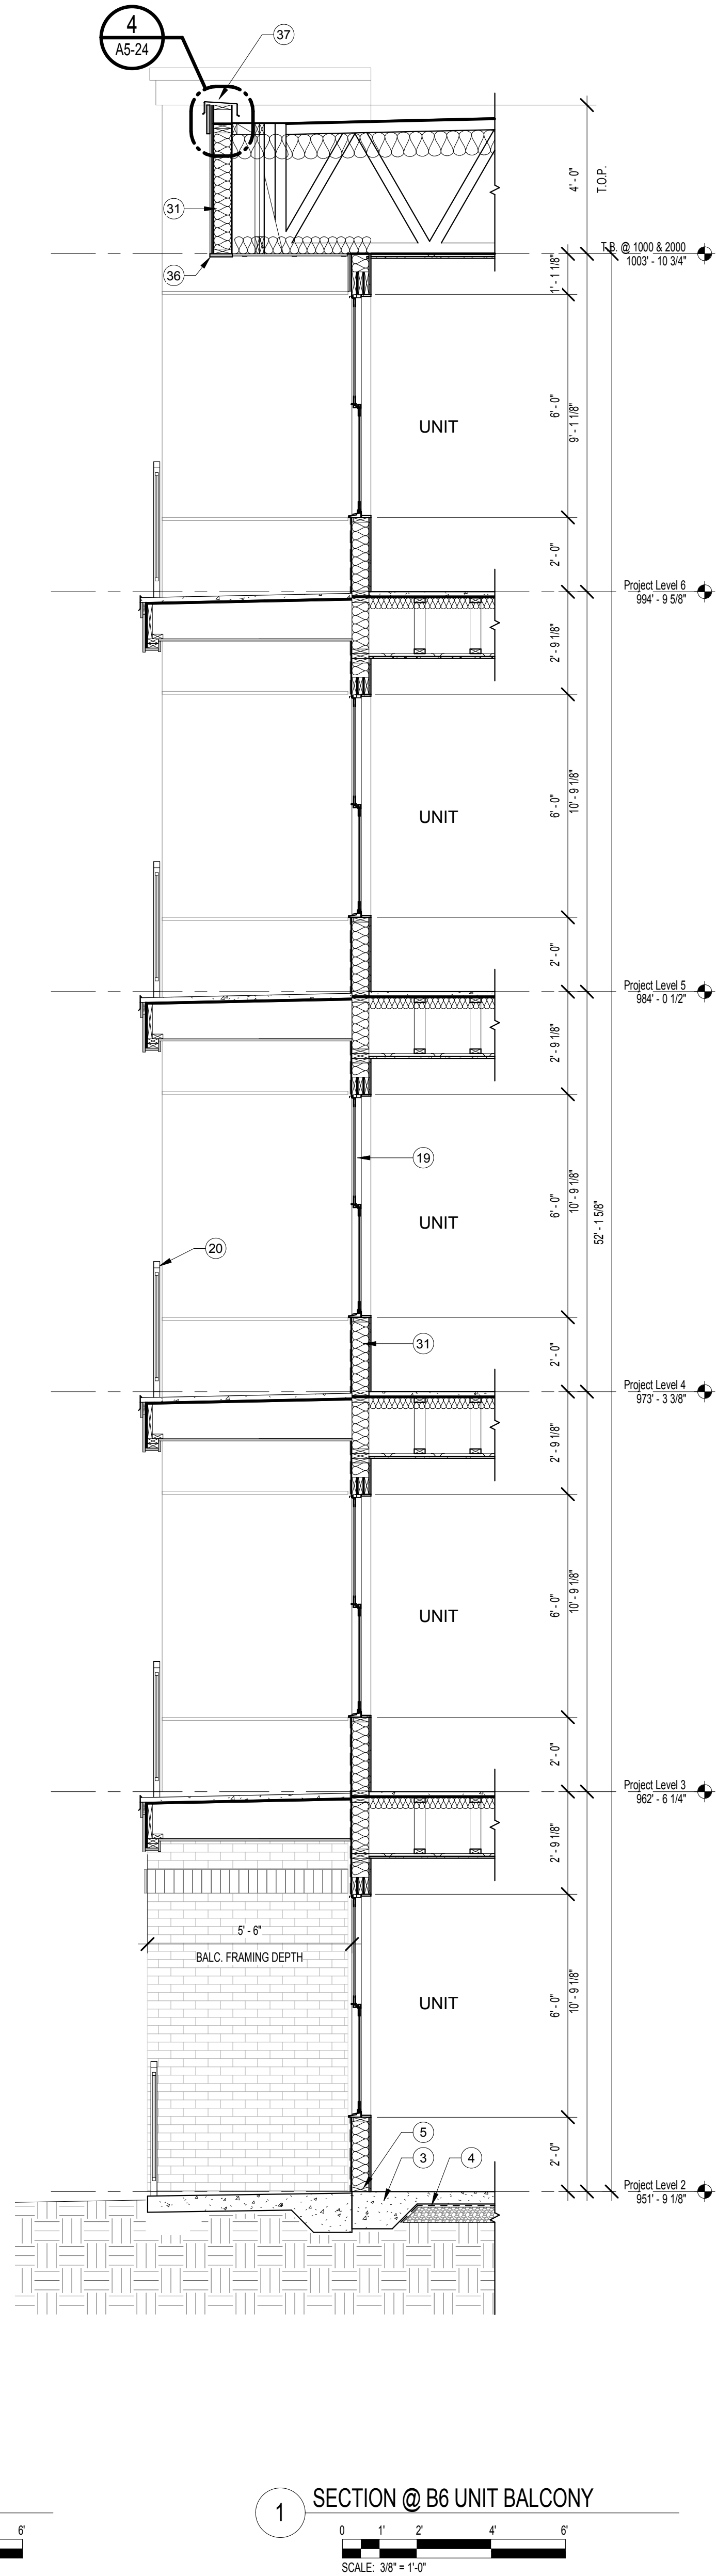 4
A5-24
37
31
36
T.O.P.
4' - 0"
T.B. @ 1000 & 2000
1003' - 10 3/4"
1' - 1 1/8"
6' - 0"
9' - 1 1/8"
UNIT
2' - 0"
Project Level 6
994' - 9 5/8"
2' - 9 1/8"
6' - 0"
10' - 9 1/8"
UNIT
2' - 0"
Project Level 5
984' - 0 1/2"
2' - 9 1/8"
19
6' - 0"
10' - 9 1/8"
52' - 1 5/8"
UNIT
20
31
2' - 0"
Project Level 4
973' - 3 3/8"
2' - 9 1/8"
6' - 0"
10' - 9 1/8"
UNIT
2' - 0"
Project Level 3
962' - 6 1/4"
2' - 9 1/8"
5' - 6"
BALC. FRAMING DEPTH
6' - 0"
10' - 9 1/8"
UNIT
5
3
4
2' - 0"
Project Level 2
951' - 9 1/8"
1
SECTION @ B6 UNIT BALCONY
6'
0 1' 2' 4' 6'
SCALE: 3/8" = 1'-0"